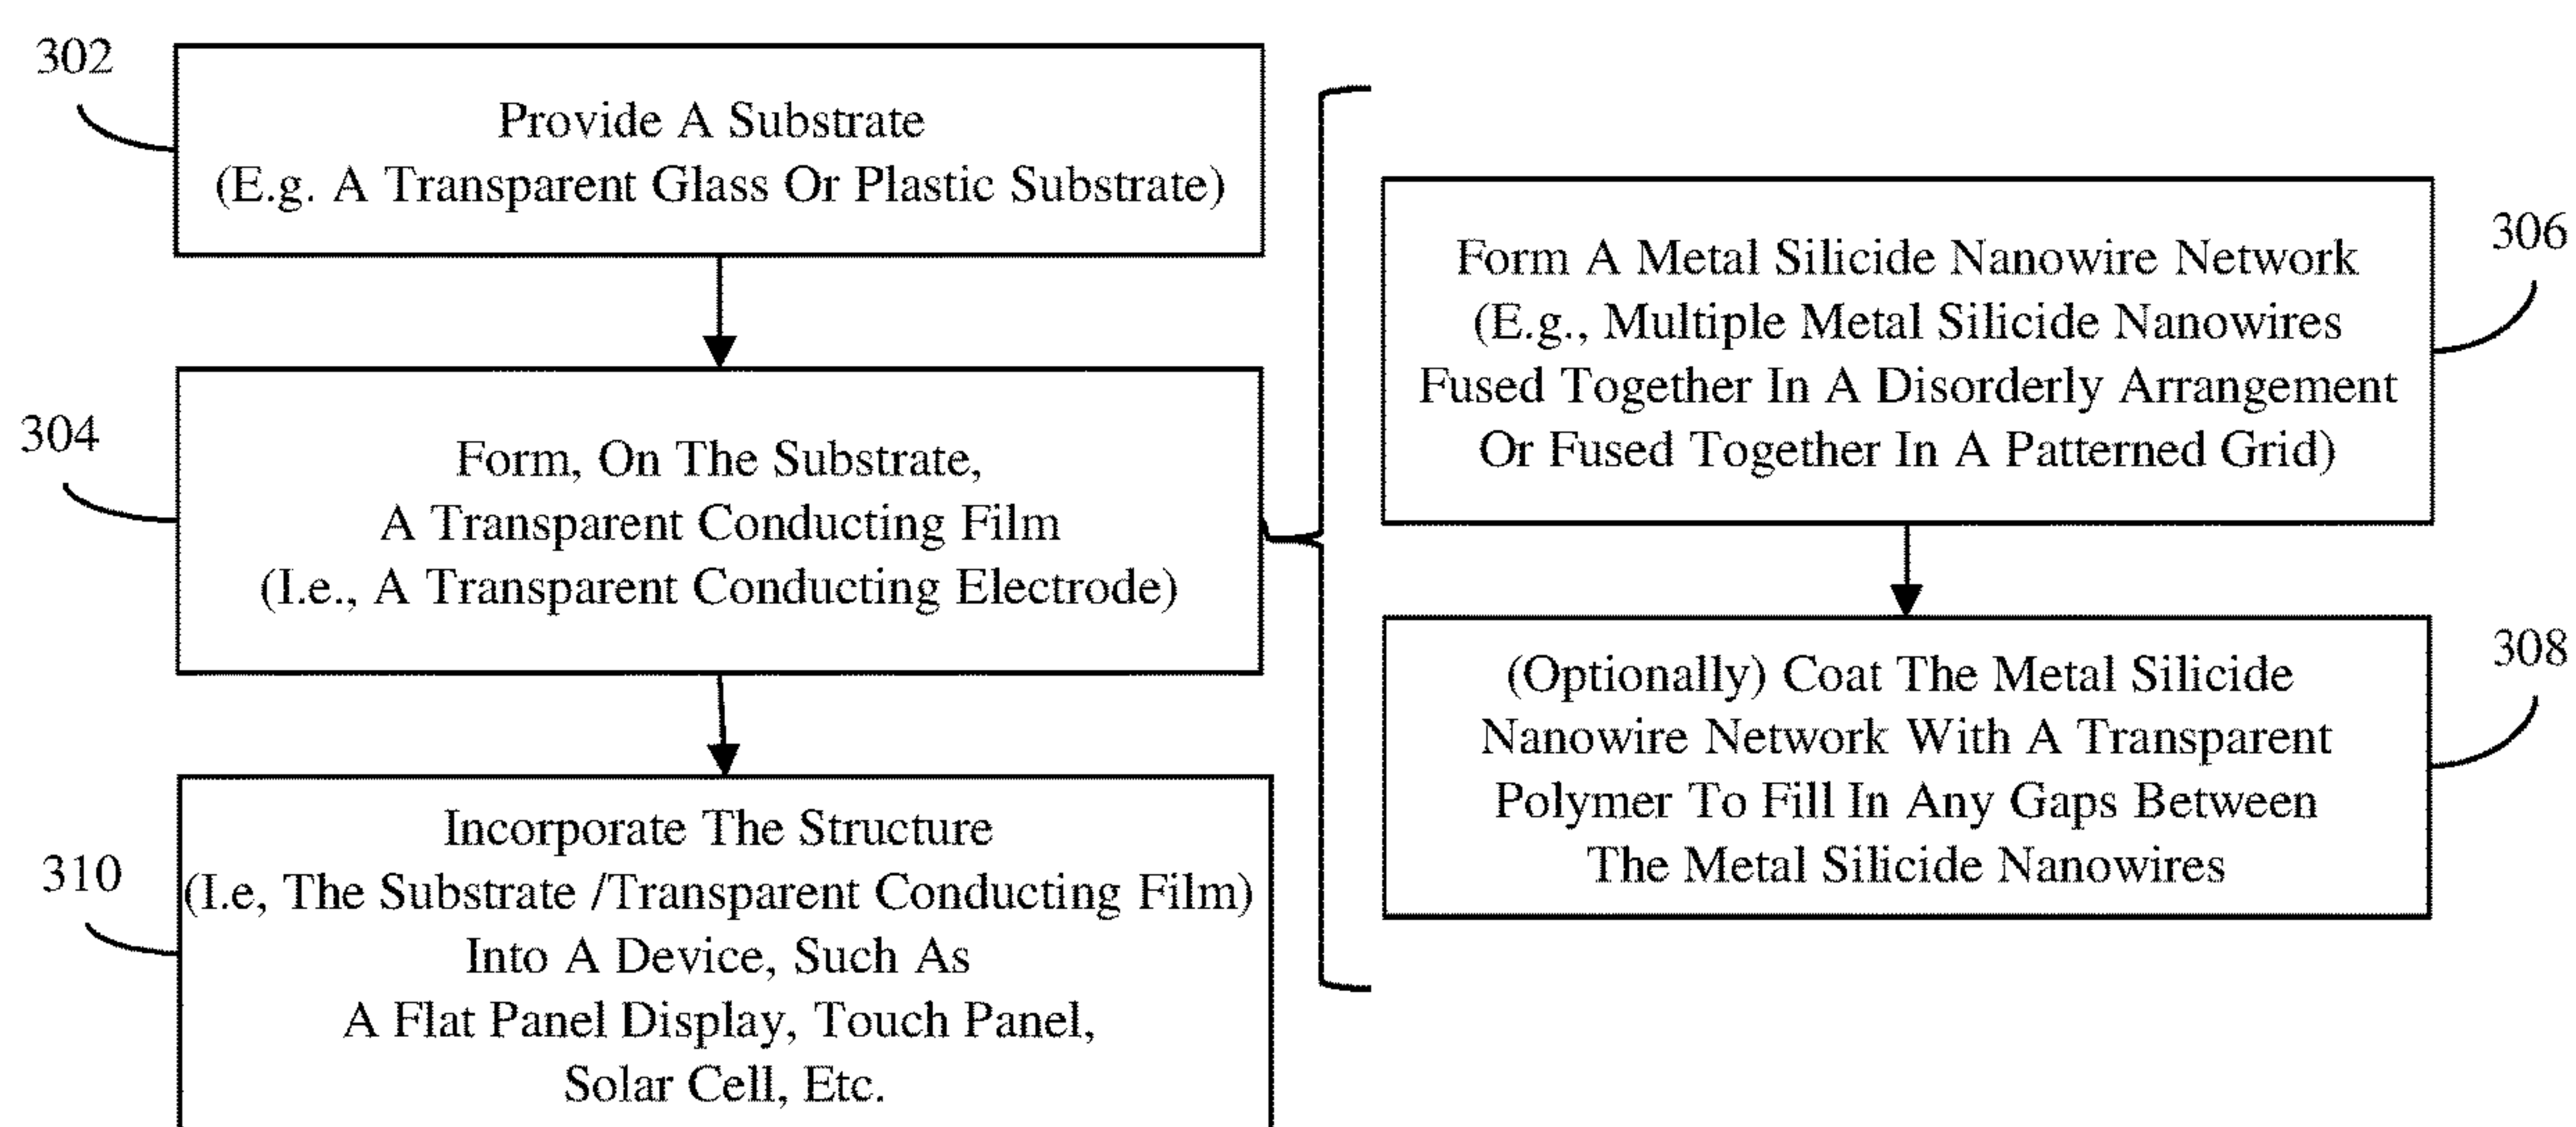 302
Provide A Substrate
(E.g. A Transparent Glass Or Plastic Substrate)
304
Form, On The Substrate,
A Transparent Conducting Film
(I.e., A Transparent Conducting Electrode)
306
Form A Metal Silicide Nanowire Network
(E.g., Multiple Metal Silicide Nanowires
Fused Together In A Disorderly Arrangement
Or Fused Together In A Patterned Grid)
308
(Optionally) Coat The Metal Silicide
Nanowire Network With A Transparent
Polymer To Fill In Any Gaps Between
The Metal Silicide Nanowires
310
Incorporate The Structure
(I.e, The Substrate /Transparent Conducting Film)
Into A Device, Such As
A Flat Panel Display, Touch Panel,
Solar Cell, Etc.